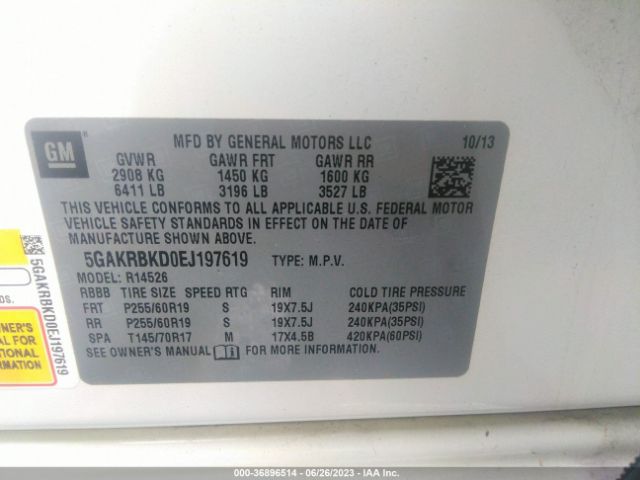 GM ®
MFD BY GENERAL MOTORS LLC 10/13
GVWR GAWR FRT GAWR RR
2908 KG 1450 KG 1600 KG
6411 LB 3196 LB 3527 LB
THIS VEHICLE CONFORMS TO ALL APPLICABLE U.S. FEDERAL MOTOR
VEHICLE SAFETY STANDARDS IN EFFECT ON THE DATE OF
MANUFACTURE SHOWN ABOVE.
5GAKRBKD0EJ197619 TYPE: M.P.V.
MODEL: R14526
RBBB TIRE SIZE SPEED RTG RIM COLD TIRE PRESSURE
FRT P255/60R19 S 19X7.5J 240KPA(35PSI)
RR P255/60R19 S 19X7.5J 240KPA(35PSI)
SPA T145/70R17 M 17X4.5B 420KPA(60PSI)
SEE OWNER'S MANUAL FOR MORE INFORMATION.
5GAKRBKD0EJ197619
DS.
WNER'S
AL FOR
TIONAL
MATION
000-36896514 / 06/26/2023 / IAA Inc.